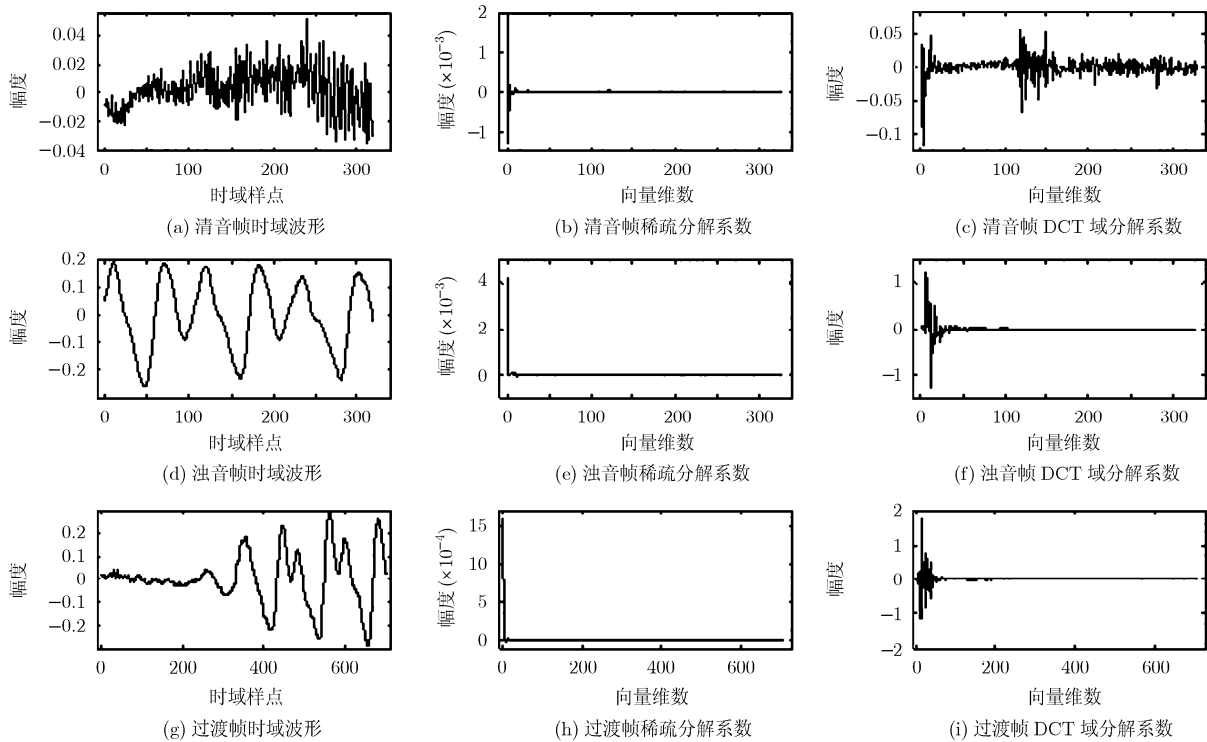 0.04
0.02
0
−0.02
−0.04
幅度
0
100
200
300
时域样点
(a) 清音帧时域波形
2
1
0
−1
幅度 (×10⁻³)
0
100
200
300
向量维数
(b) 清音帧稀疏分解系数
0.05
0
−0.05
−0.1
幅度
0
100
200
300
向量维数
(c) 清音帧 DCT 域分解系数
0.2
0.1
0
−0.1
−0.2
幅度
0
100
200
300
时域样点
(d) 浊音帧时域波形
4
2
0
幅度 (×10⁻³)
0
100
200
300
向量维数
(e) 浊音帧稀疏分解系数
1
0
−1
幅度
0
100
200
300
向量维数
(f) 浊音帧 DCT 域分解系数
0.2
0.1
0
−0.1
−0.2
幅度
0
200
400
600
时域样点
(g) 过渡帧时域波形
15
10
5
0
幅度 (×10⁻⁴)
0
200
400
600
向量维数
(h) 过渡帧稀疏分解系数
2
1
0
−1
−2
幅度
0
200
400
600
向量维数
(i) 过渡帧 DCT 域分解系数